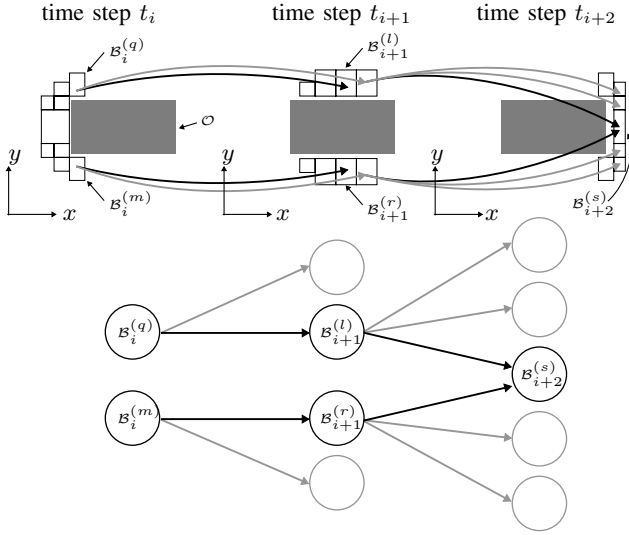 time step t_i time step t_{i+1} time step t_{i+2}
B_i^{(q)} B_{i+1}^{(l)}
O
y y y
B_i^{(m)} B_{i+1}^{(r)} B_{i+2}^{(s)}
x x x
B_i^{(q)} B_{i+1}^{(l)}
B_{i+2}^{(s)}
B_i^{(m)} B_{i+1}^{(r)}